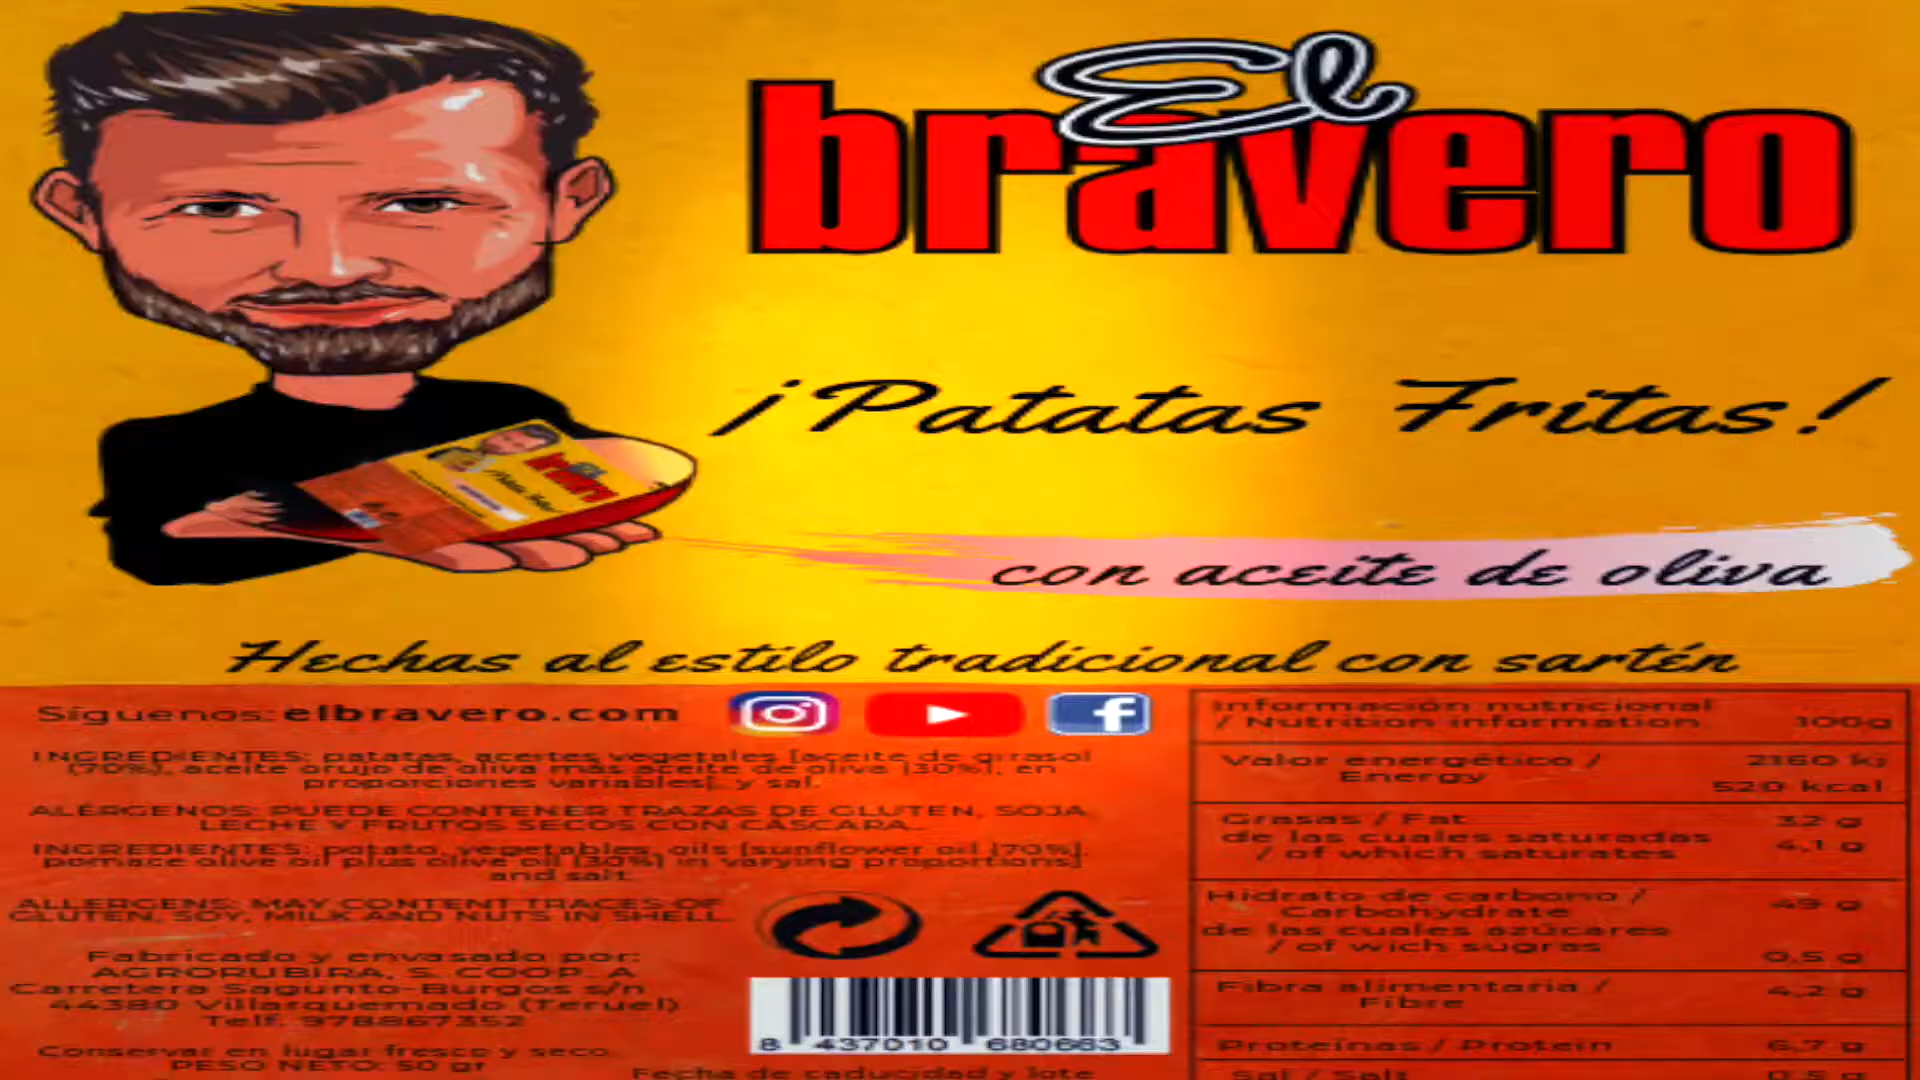 El
bravero
¡Patatas Fritas!
con aceite de oliva
Hechas al estilo tradicional con sartén
Síguenos: elbravero.com
INGREDIENTES: patatas, aceites vegetales [aceite de girasol
(70%), aceite orujo de oliva más aceite de oliva (30%), en
proporciones variables], y sal.
ALÉRGENOS: PUEDE CONTENER TRAZAS DE GLUTEN, SOJA,
LECHE Y FRUTOS SECOS CON CÁSCARA.
INGREDIENTES: potato, vegetables, oils [sunflower oil (70%),
pomace olive oil plus olive oil (30%) in varying proportions]
and salt.
ALLERGENS: MAY CONTENT TRACES OF
GLUTEN, SOY, MILK AND NUTS IN SHELL.
Fabricado y envasado por:
AGRORUBIRA, S. COOP. A
Carretera Sagunto-Burgos s/n
44380 Villarquemado (Teruel)
Telf. 978867352
Conservar en lugar fresco y seco.
PESO NETO: 50 gr
8 437010 680663
Fecha de caducidad y lote
Información nutricional
/ Nutrition information 100g
Valor energético / 2160 kj
Energy 520 kcal
Grasas / Fat 32 g
de las cuales saturadas 4,1 g
/ of which saturates
Hidrato de carbono / 49 g
Carbohydrate
de las cuales azúcares
/ of wich sugras 0,5 g
Fibra alimentaria / 4,2 g
Fibre
Proteínas / Protein 6,7 g
Sal / Salt 0,5 g